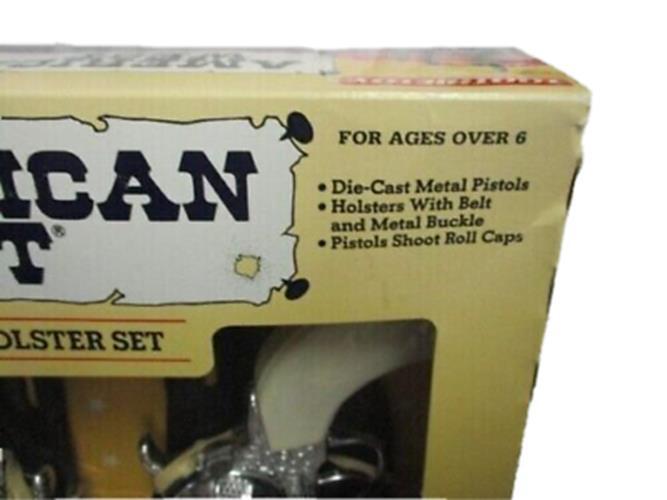 ICAN
T®
OLSTER SET
FOR AGES OVER 6
• Die-Cast Metal Pistols
• Holsters With Belt
and Metal Buckle
• Pistols Shoot Roll Caps